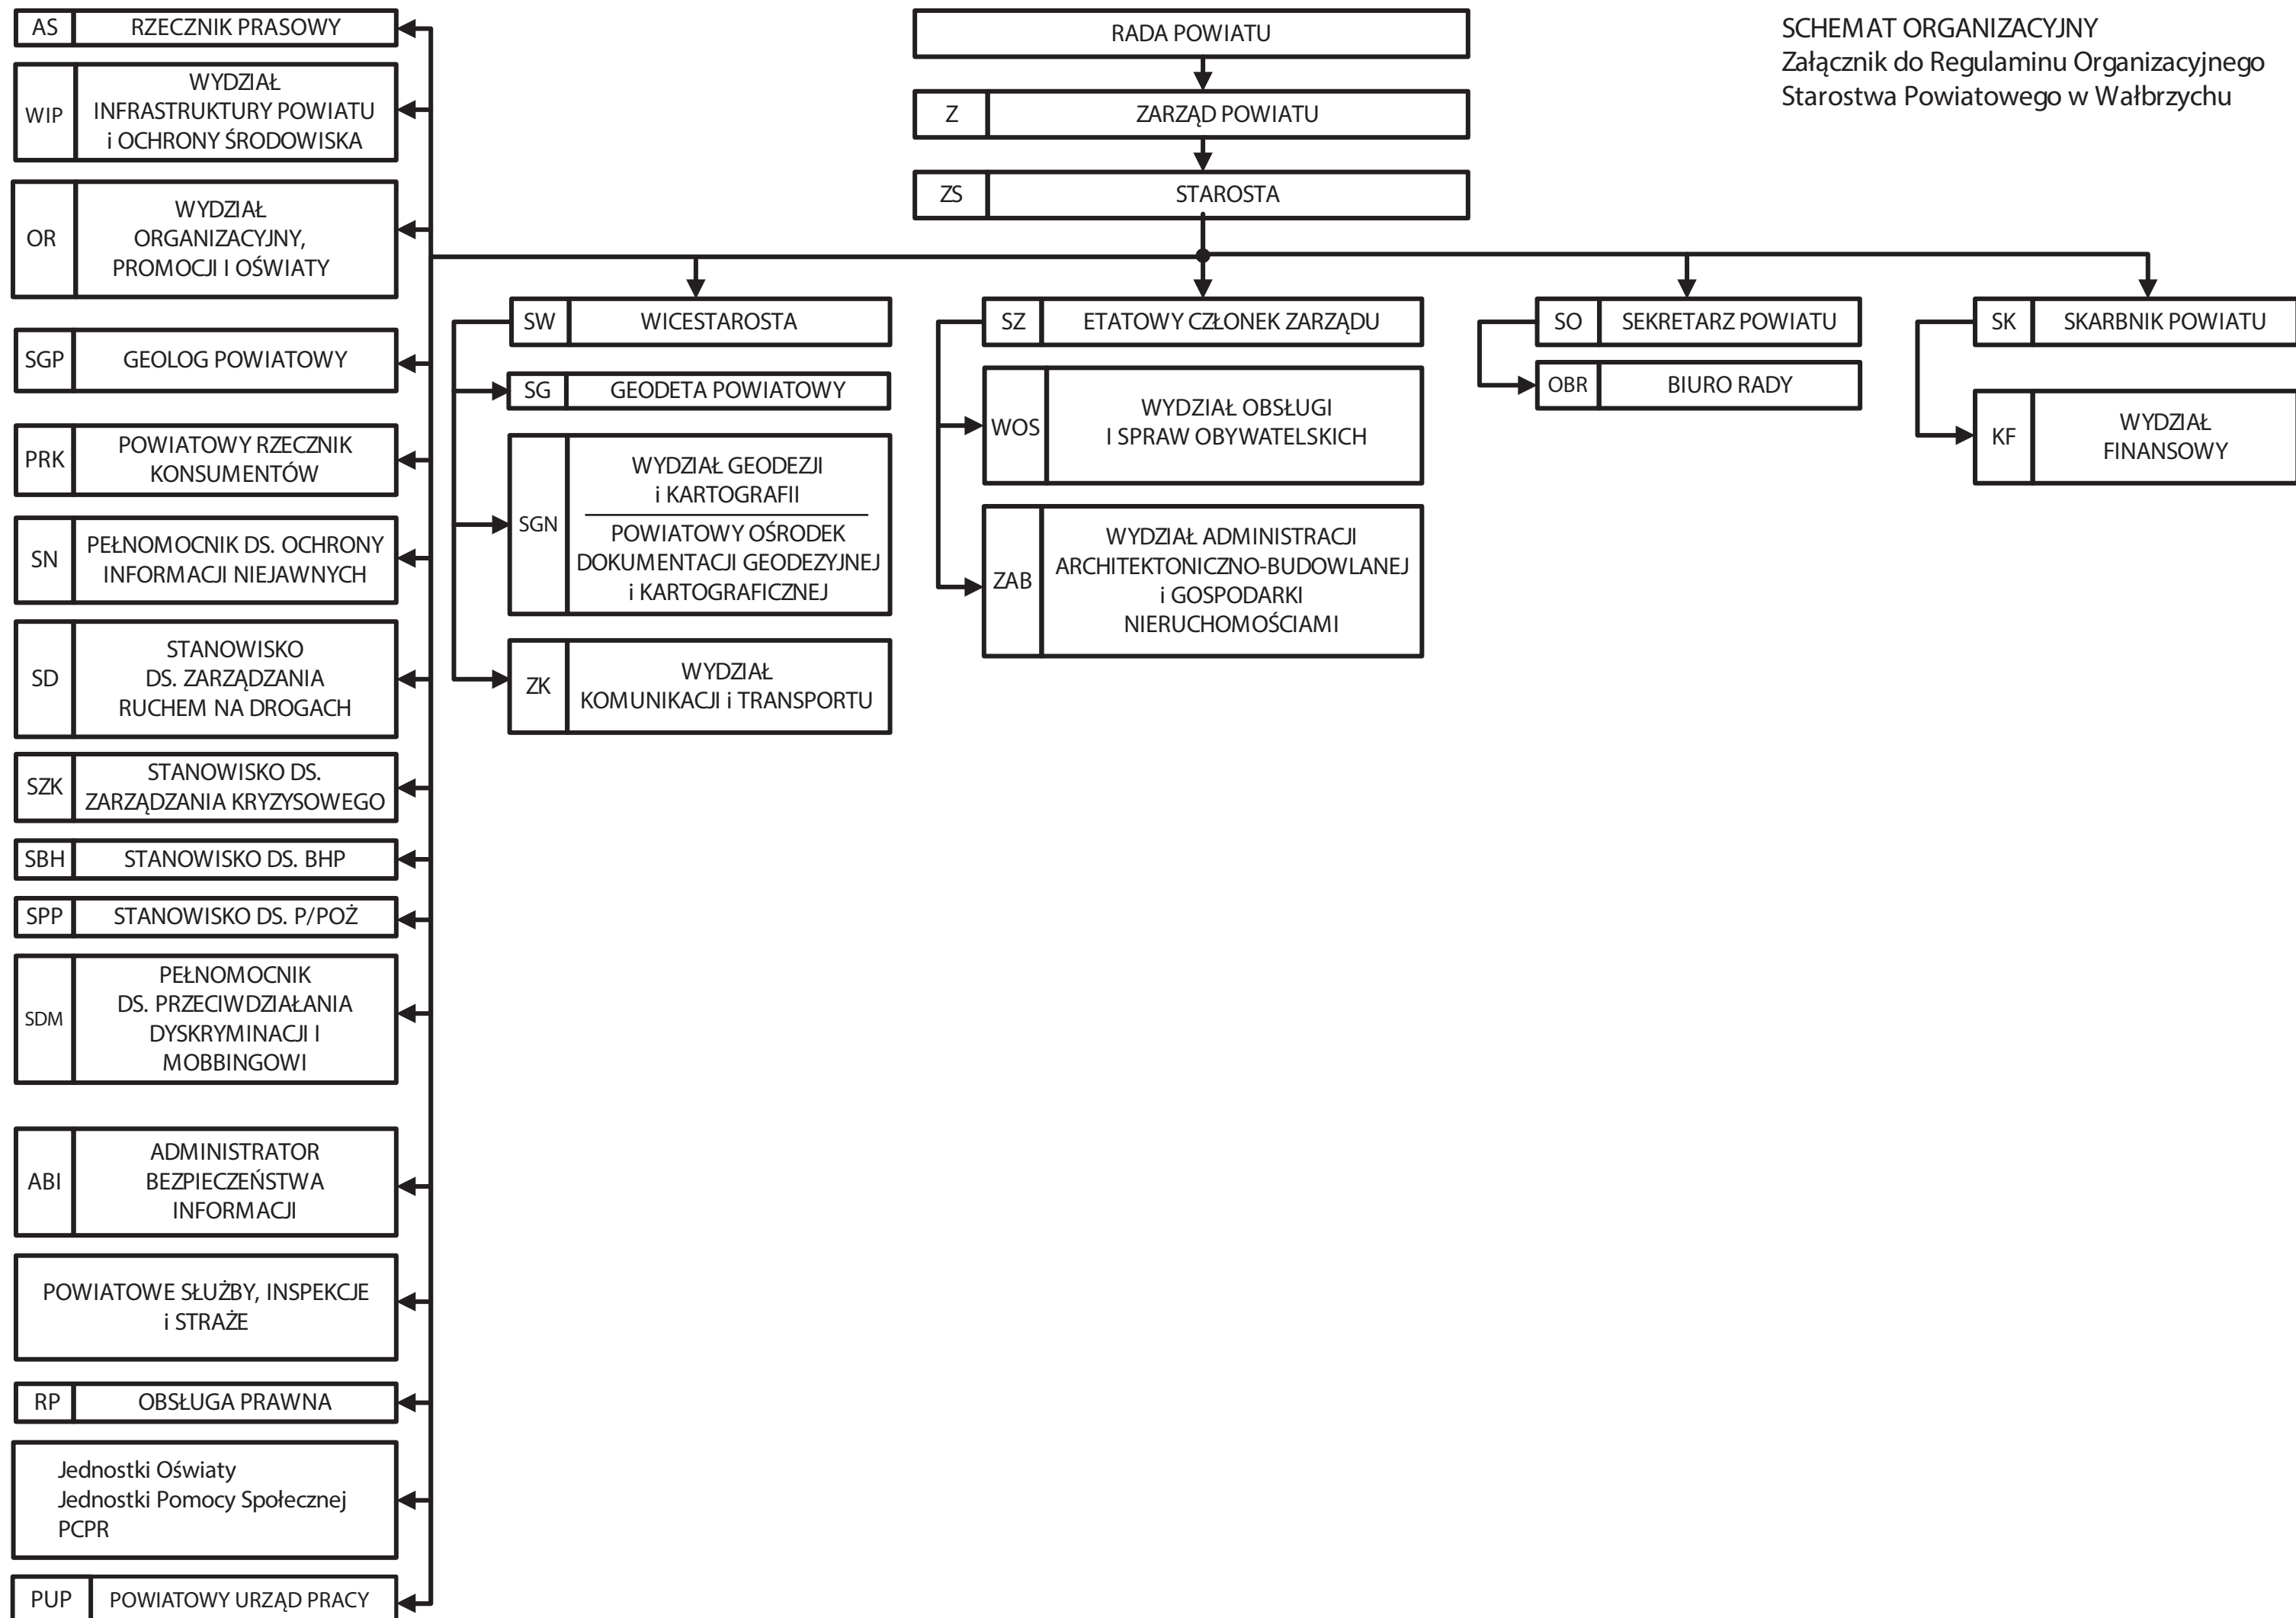 SCHEMAT ORGANIZACYJNY
Załącznik do Regulaminu Organizacyjnego
Starostwa Powiatowego w Wałbrzychu
RADA POWIATU
Z ZARZĄD POWIATU
ZS STAROSTA
AS RZECZNIK PRASOWY
WIP
WYDZIAŁ
INFRASTRUKTURY POWIATU
i OCHRONY ŚRODOWISKA
OR
WYDZIAŁ
ORGANIZACYJNY,
PROMOCJI I OŚWIATY
SGP GEOLOG POWIATOWY
PRK
POWIATOWY RZECZNIK
KONSUMENTÓW
SN
PEŁNOMOCNIK DS. OCHRONY
INFORMACJI NIEJAWNYCH
SD
STANOWISKO
DS. ZARZĄDZANIA
RUCHEM NA DROGACH
SZK
STANOWISKO DS.
ZARZĄDZANIA KRYZYSOWEGO
SBH STANOWISKO DS. BHP
SPP STANOWISKO DS. P/POŻ
SDM
PEŁNOMOCNIK
DS. PRZECIWDZIAŁANIA
DYSKRYMINACJI I
MOBBINGOWI
ABI
ADMINISTRATOR
BEZPIECZEŃSTWA
INFORMACJI
POWIATOWE SŁUŻBY, INSPEKCJE
i STRAŻE
RP OBSŁUGA PRAWNA
Jednostki Oświaty
Jednostki Pomocy Społecznej
PCPR
PUP POWIATOWY URZĄD PRACY
SW WICESTAROSTA
SG GEODETA POWIATOWY
SGN
WYDZIAŁ GEODEZJI
i KARTOGRAFII
POWIATOWY OŚRODEK
DOKUMENTACJI GEODEZYJNEJ
i KARTOGRAFICZNEJ
ZK
WYDZIAŁ
KOMUNIKACJI i TRANSPORTU
SZ ETATOWY CZŁONEK ZARZĄDU
WOS
WYDZIAŁ OBSŁUGI
I SPRAW OBYWATELSKICH
ZAB
WYDZIAŁ ADMINISTRACJI
ARCHITEKTONICZNO-BUDOWLANEJ
i GOSPODARKI
NIERUCHOMOŚCIAMI
SO SEKRETARZ POWIATU
OBR BIURO RADY
SK SKARBNIK POWIATU
KF
WYDZIAŁ
FINANSOWY